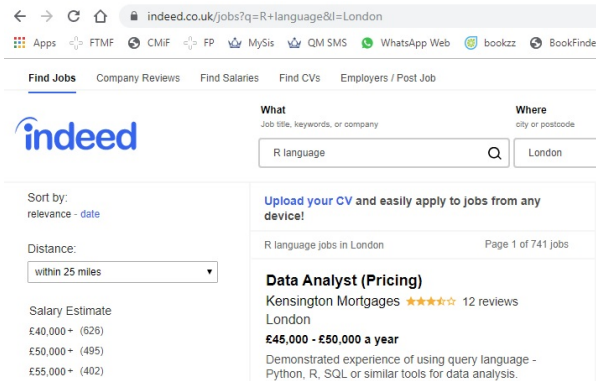 indeed.co.uk/jobs?q=R+language&l=London
Apps FTMF CMiF FP MySis QM SMS WhatsApp Web bookzz BookFinde
Find Jobs Company Reviews Find Salaries Find CVs Employers / Post Job
What Where
Job title, keywords, or company city or postcode
indeed
R language London
Sort by:
relevance - date
Upload your CV and easily apply to jobs from any
device!
R language jobs in London Page 1 of 741 jobs
Distance:
within 25 miles
Data Analyst (Pricing)
Kensington Mortgages 12 reviews
London
£45,000 - £50,000 a year
Demonstrated experience of using query language -
Python, R, SQL or similar tools for data analysis.
Salary Estimate
£40,000+ (626)
£50,000+ (495)
£55,000+ (402)